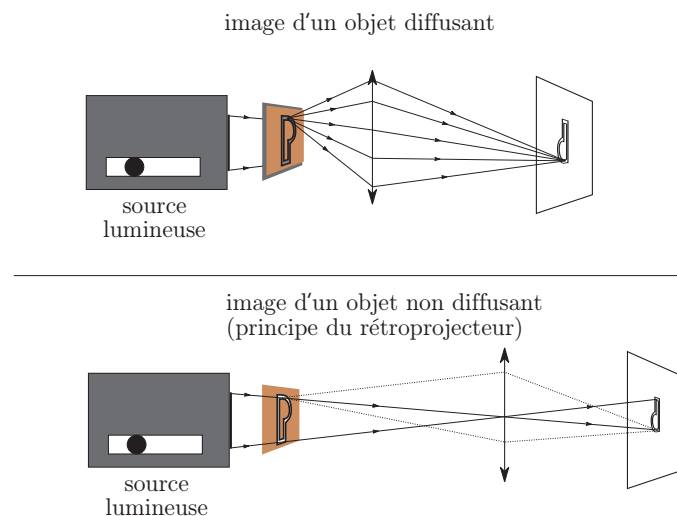 image d'un objet diffusant
P
source
lumineuse
image d'un objet non diffusant
(principe du rétroprojecteur)
P
source
lumineuse